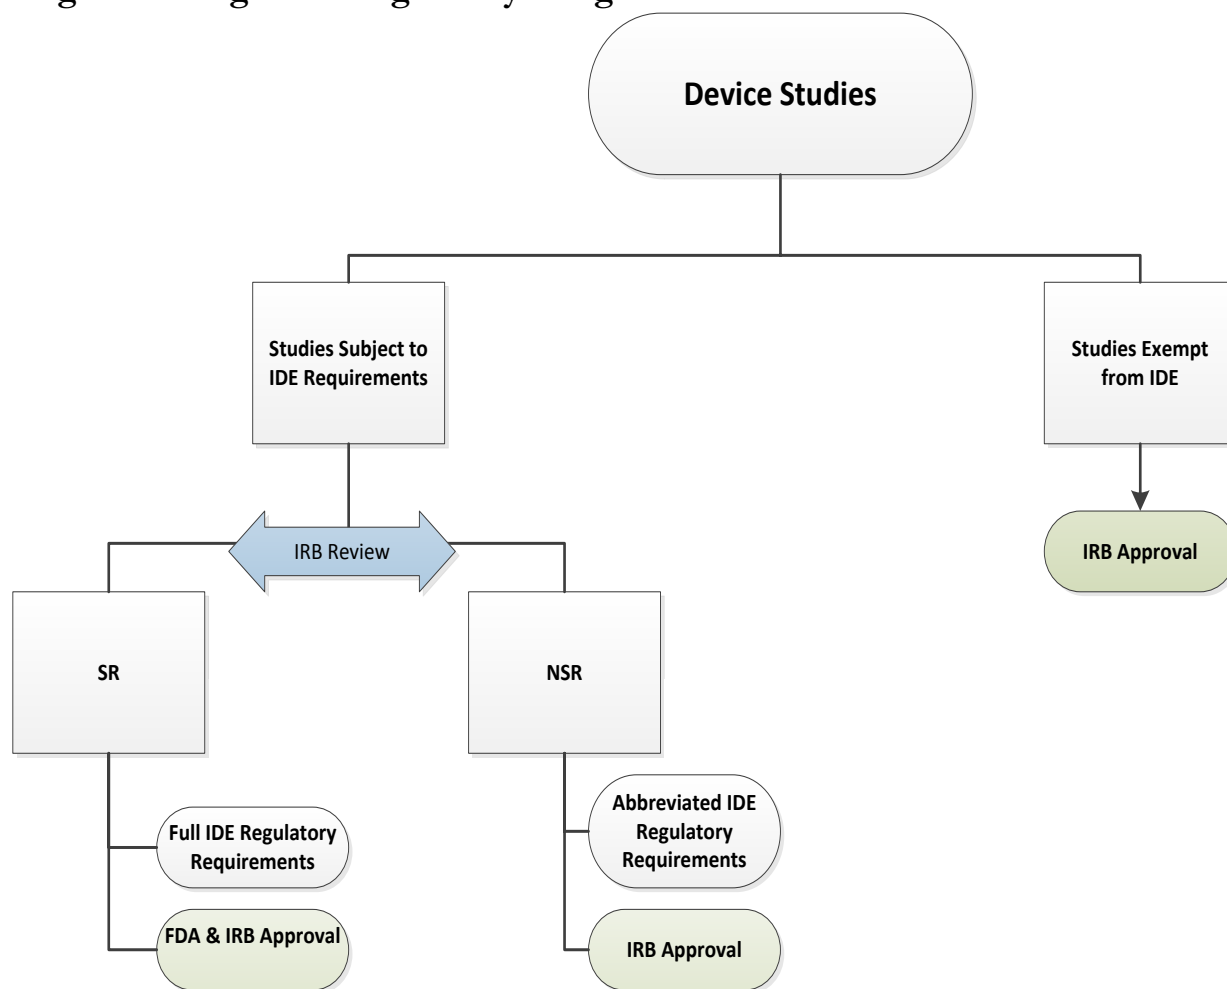 Device Studies
Studies Subject to
IDE Requirements
Studies Exempt
from IDE
IRB Review
IRB Approval
SR
NSR
Full IDE Regulatory
Requirements
Abbreviated IDE
Regulatory
Requirements
FDA & IRB Approval
IRB Approval